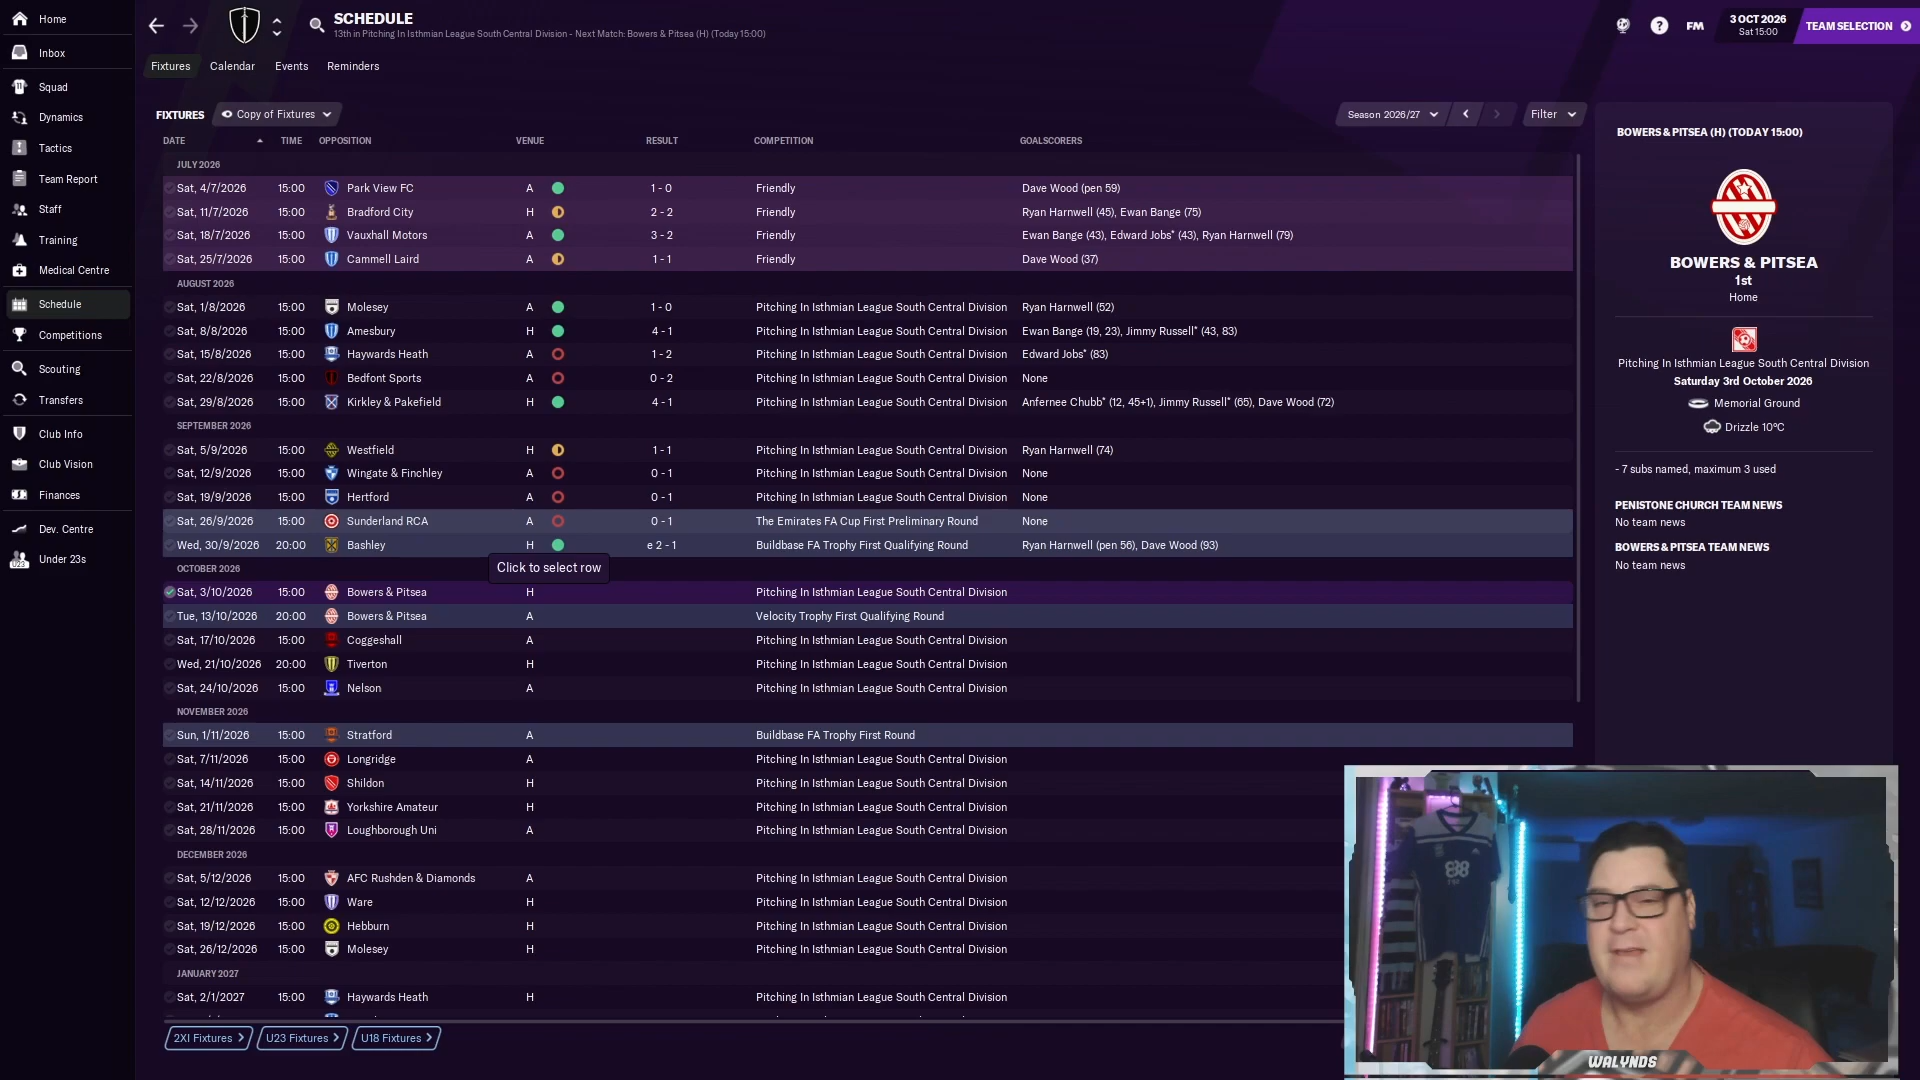 Home
Inbox
Squad
Dynamics
Tactics
Team Report
Staff
Training
Medical Centre
Schedule
Competitions
Scouting
Transfers
Club Info
Club Vision
Finances
Dev. Centre
Under 23s
SCHEDULE
13th in Pitching In Isthmian League South Central Division - Next Match: Bowers & Pitsea (H) (Today 15:00)
FM
3 OCT 2026
Sat 15:00
TEAM SELECTION
Fixtures Calendar Events Reminders
FIXTURES Copy of Fixtures Season 2026/27 Filter
DATE TIME OPPOSITION VENUE RESULT COMPETITION GOALSCORERS
JULY 2026
Sat, 4/7/2026 15:00 Park View FC A 1 - 0 Friendly Dave Wood (pen 59)
Sat, 11/7/2026 15:00 Bradford City H 2 - 2 Friendly Ryan Harnwell (45), Ewan Bange (75)
Sat, 18/7/2026 15:00 Vauxhall Motors A 3 - 2 Friendly Ewan Bange (43), Edward Jobs* (43), Ryan Harnwell (79)
Sat, 25/7/2026 15:00 Cammell Laird A 1 - 1 Friendly Dave Wood (37)
AUGUST 2026
Sat, 1/8/2026 15:00 Molesey A 1 - 0 Pitching In Isthmian League South Central Division Ryan Harnwell (52)
Sat, 8/8/2026 15:00 Amesbury H 4 - 1 Pitching In Isthmian League South Central Division Ewan Bange (19, 23), Jimmy Russell* (43, 83)
Sat, 15/8/2026 15:00 Haywards Heath A 1 - 2 Pitching In Isthmian League South Central Division Edward Jobs* (83)
Sat, 22/8/2026 15:00 Bedfont Sports A 0 - 2 Pitching In Isthmian League South Central Division None
Sat, 29/8/2026 15:00 Kirkley & Pakefield H 4 - 1 Pitching In Isthmian League South Central Division Anfernee Chubb* (12, 45+1), Jimmy Russell* (65), Dave Wood (72)
SEPTEMBER 2026
Sat, 5/9/2026 15:00 Westfield H 1 - 1 Pitching In Isthmian League South Central Division Ryan Harnwell (74)
Sat, 12/9/2026 15:00 Wingate & Finchley A 0 - 1 Pitching In Isthmian League South Central Division None
Sat, 19/9/2026 15:00 Hertford A 0 - 1 Pitching In Isthmian League South Central Division None
Sat, 26/9/2026 15:00 Sunderland RCA A 0 - 1 The Emirates FA Cup First Preliminary Round None
Wed, 30/9/2026 20:00 Bashley H e 2 - 1 Buildbase FA Trophy First Qualifying Round Ryan Harnwell (pen 56), Dave Wood (93)
Click to select row
OCTOBER 2026
Sat, 3/10/2026 15:00 Bowers & Pitsea H Pitching In Isthmian League South Central Division
Tue, 13/10/2026 20:00 Bowers & Pitsea A Velocity Trophy First Qualifying Round
Sat, 17/10/2026 15:00 Coggeshall A Pitching In Isthmian League South Central Division
Wed, 21/10/2026 20:00 Tiverton H Pitching In Isthmian League South Central Division
Sat, 24/10/2026 15:00 Nelson A Pitching In Isthmian League South Central Division
NOVEMBER 2026
Sun, 1/11/2026 15:00 Stratford A Buildbase FA Trophy First Round
Sat, 7/11/2026 15:00 Longridge A Pitching In Isthmian League South Central Division
Sat, 14/11/2026 15:00 Shildon H Pitching In Isthmian League South Central Division
Sat, 21/11/2026 15:00 Yorkshire Amateur H Pitching In Isthmian League South Central Division
Sat, 28/11/2026 15:00 Loughborough Uni A Pitching In Isthmian League South Central Division
DECEMBER 2026
Sat, 5/12/2026 15:00 AFC Rushden & Diamonds A Pitching In Isthmian League South Central Division
Sat, 12/12/2026 15:00 Ware H Pitching In Isthmian League South Central Division
Sat, 19/12/2026 15:00 Hebburn H Pitching In Isthmian League South Central Division
Sat, 26/12/2026 15:00 Molesey H Pitching In Isthmian League South Central Division
JANUARY 2027
Sat, 2/1/2027 15:00 Haywards Heath H Pitching In Isthmian League South Central Division
2XI Fixtures U23 Fixtures U18 Fixtures
BOWERS & PITSEA (H) (TODAY 15:00)
BOWERS & PITSEA
1st
Home
Pitching In Isthmian League South Central Division
Saturday 3rd October 2026
Memorial Ground
Drizzle 10°C
- 7 subs named, maximum 3 used
PENISTONE CHURCH TEAM NEWS
No team news
BOWERS & PITSEA TEAM NEWS
No team news
WALYNDS